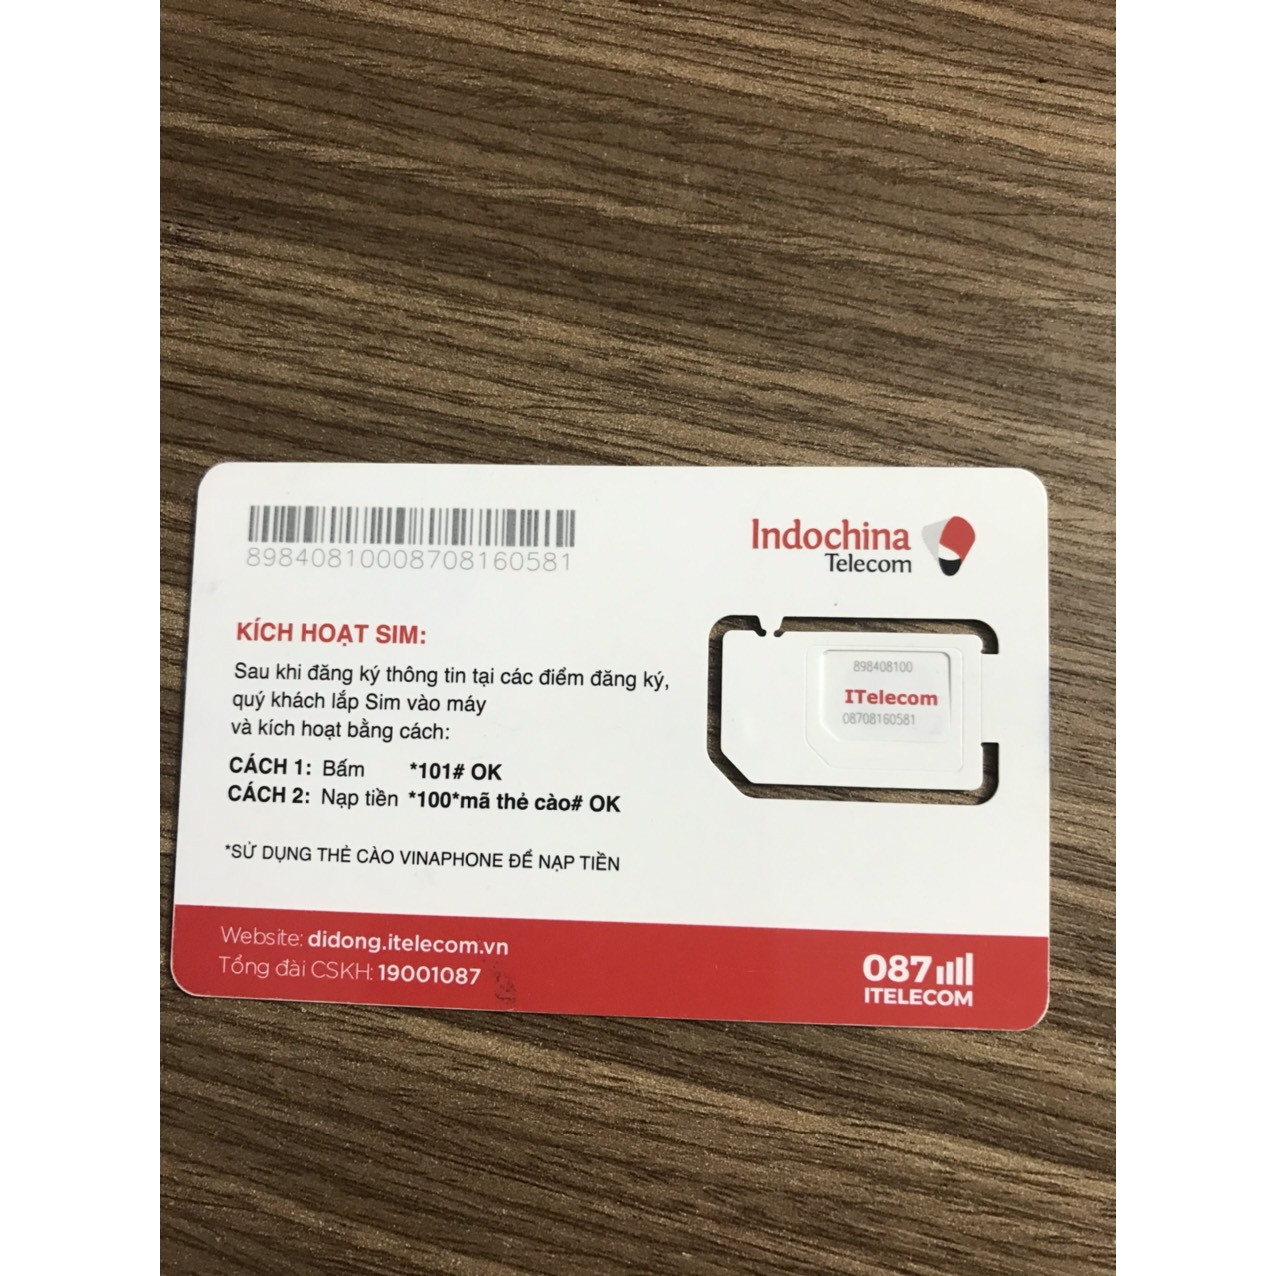 89840810008708160581
Indochina
Telecom
KÍCH HOẠT SIM:
Sau khi đăng ký thông tin tại các điểm đăng ký,
quý khách lắp Sim vào máy
và kích hoạt bằng cách:
CÁCH 1: Bấm *101# OK
CÁCH 2: Nạp tiền *100*mã thẻ cào# OK
*SỬ DỤNG THẺ CÀO VINAPHONE ĐỂ NẠP TIỀN
898408100
ITelecom
08708160581
Website: didong.itelecom.vn
Tổng đài CSKH: 19001087
087
ITELECOM